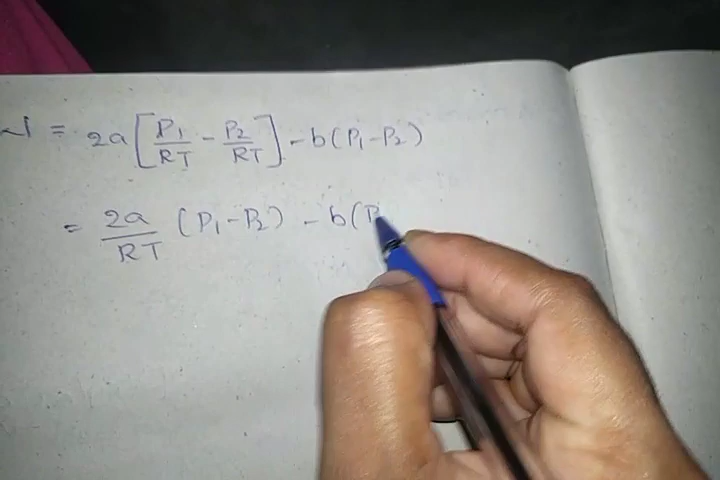 = 2a [P₁/RT - P₂/RT] - b(P₁-P₂)
= 2a/RT (P₁-P₂) - b(P